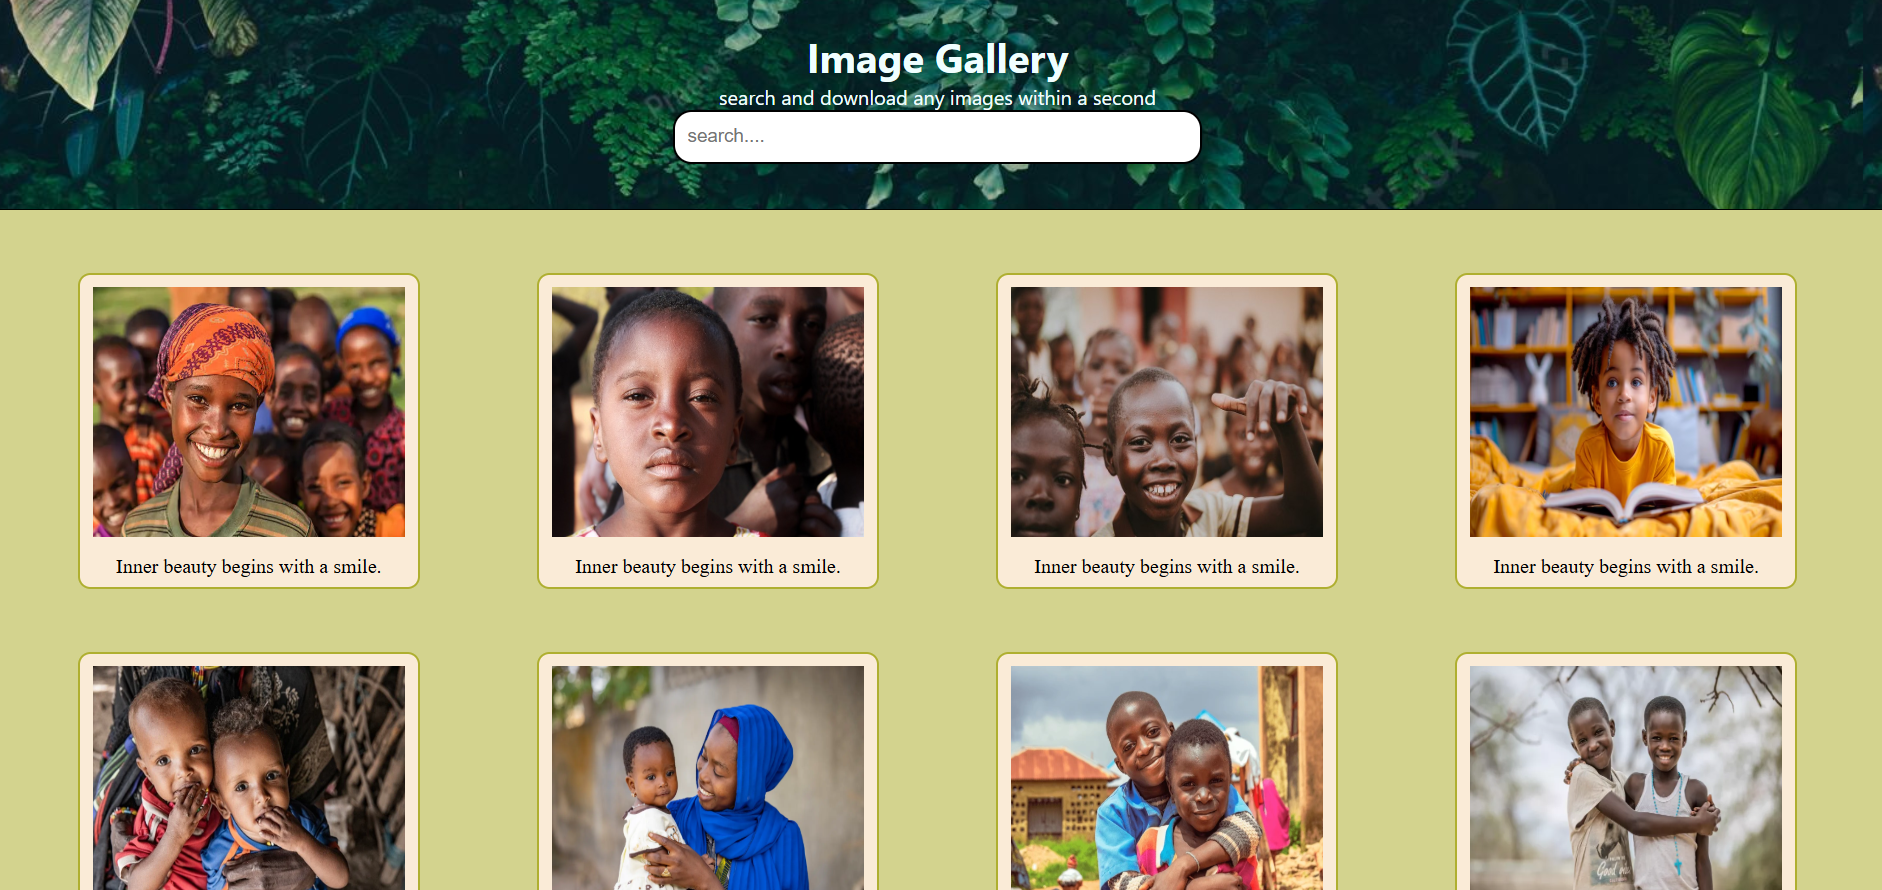 Image Gallery
search and download any images within a second
search....
Inner beauty begins with a smile.
Inner beauty begins with a smile.
Inner beauty begins with a smile.
Inner beauty begins with a smile.
Good